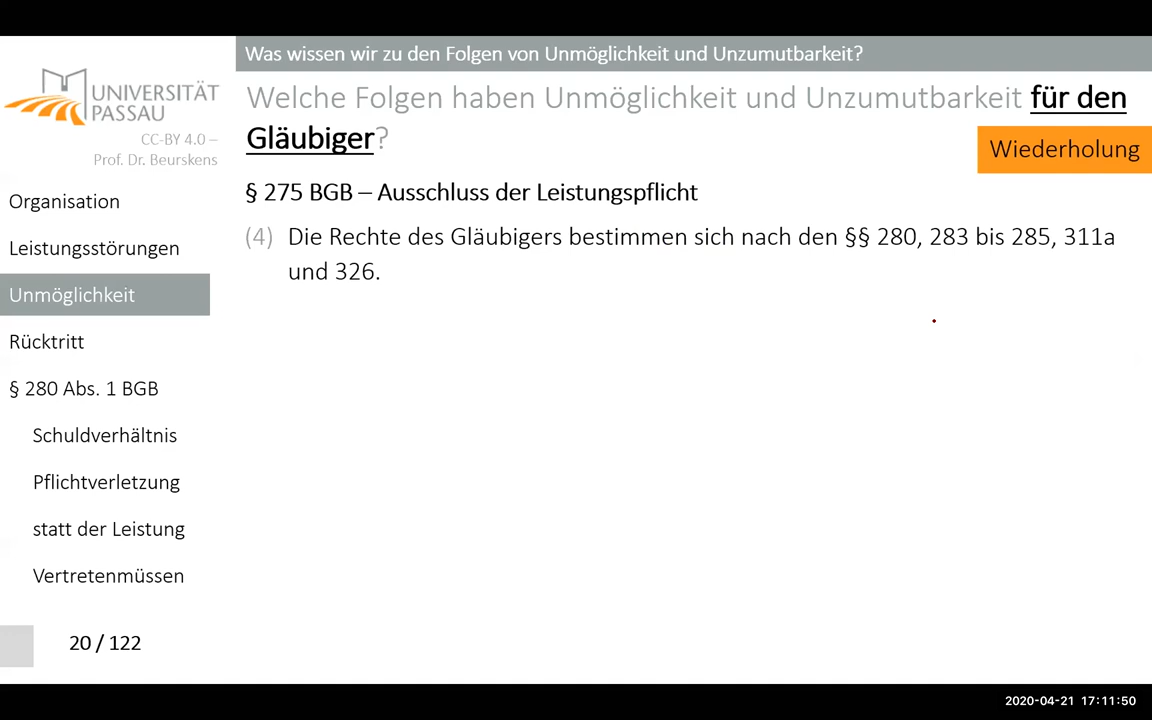 Was wissen wir zu den Folgen von Unmöglichkeit und Unzumutbarkeit?
UNIVERSITÄT
PASSAU
CC-BY 4.0 –
Prof. Dr. Beurskens
Welche Folgen haben Unmöglichkeit und Unzumutbarkeit für den
Gläubiger?
Wiederholung
§ 275 BGB – Ausschluss der Leistungspflicht
(4) Die Rechte des Gläubigers bestimmen sich nach den §§ 280, 283 bis 285, 311a
und 326.
Organisation
Leistungsstörungen
Unmöglichkeit
Rücktritt
§ 280 Abs. 1 BGB
Schuldverhältnis
Pflichtverletzung
statt der Leistung
Vertretenmüssen
20 / 122
2020-04-21 17:11:50